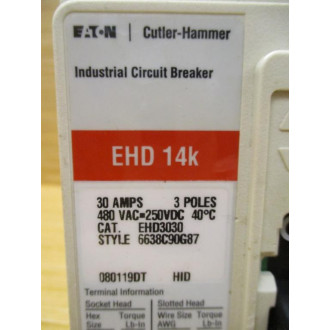 EATON | Cutler-Hammer
Industrial Circuit Breaker
EHD 14k
30 AMPS 3 POLES
480 VAC=250VDC 40°C
CAT. EHD3030
STYLE 6638C90G87
080119DT HID
Terminal Information
Socket Head Slotted Head
Hex Torque Wire Size Torque
Size Lb-In AWG Lb-In